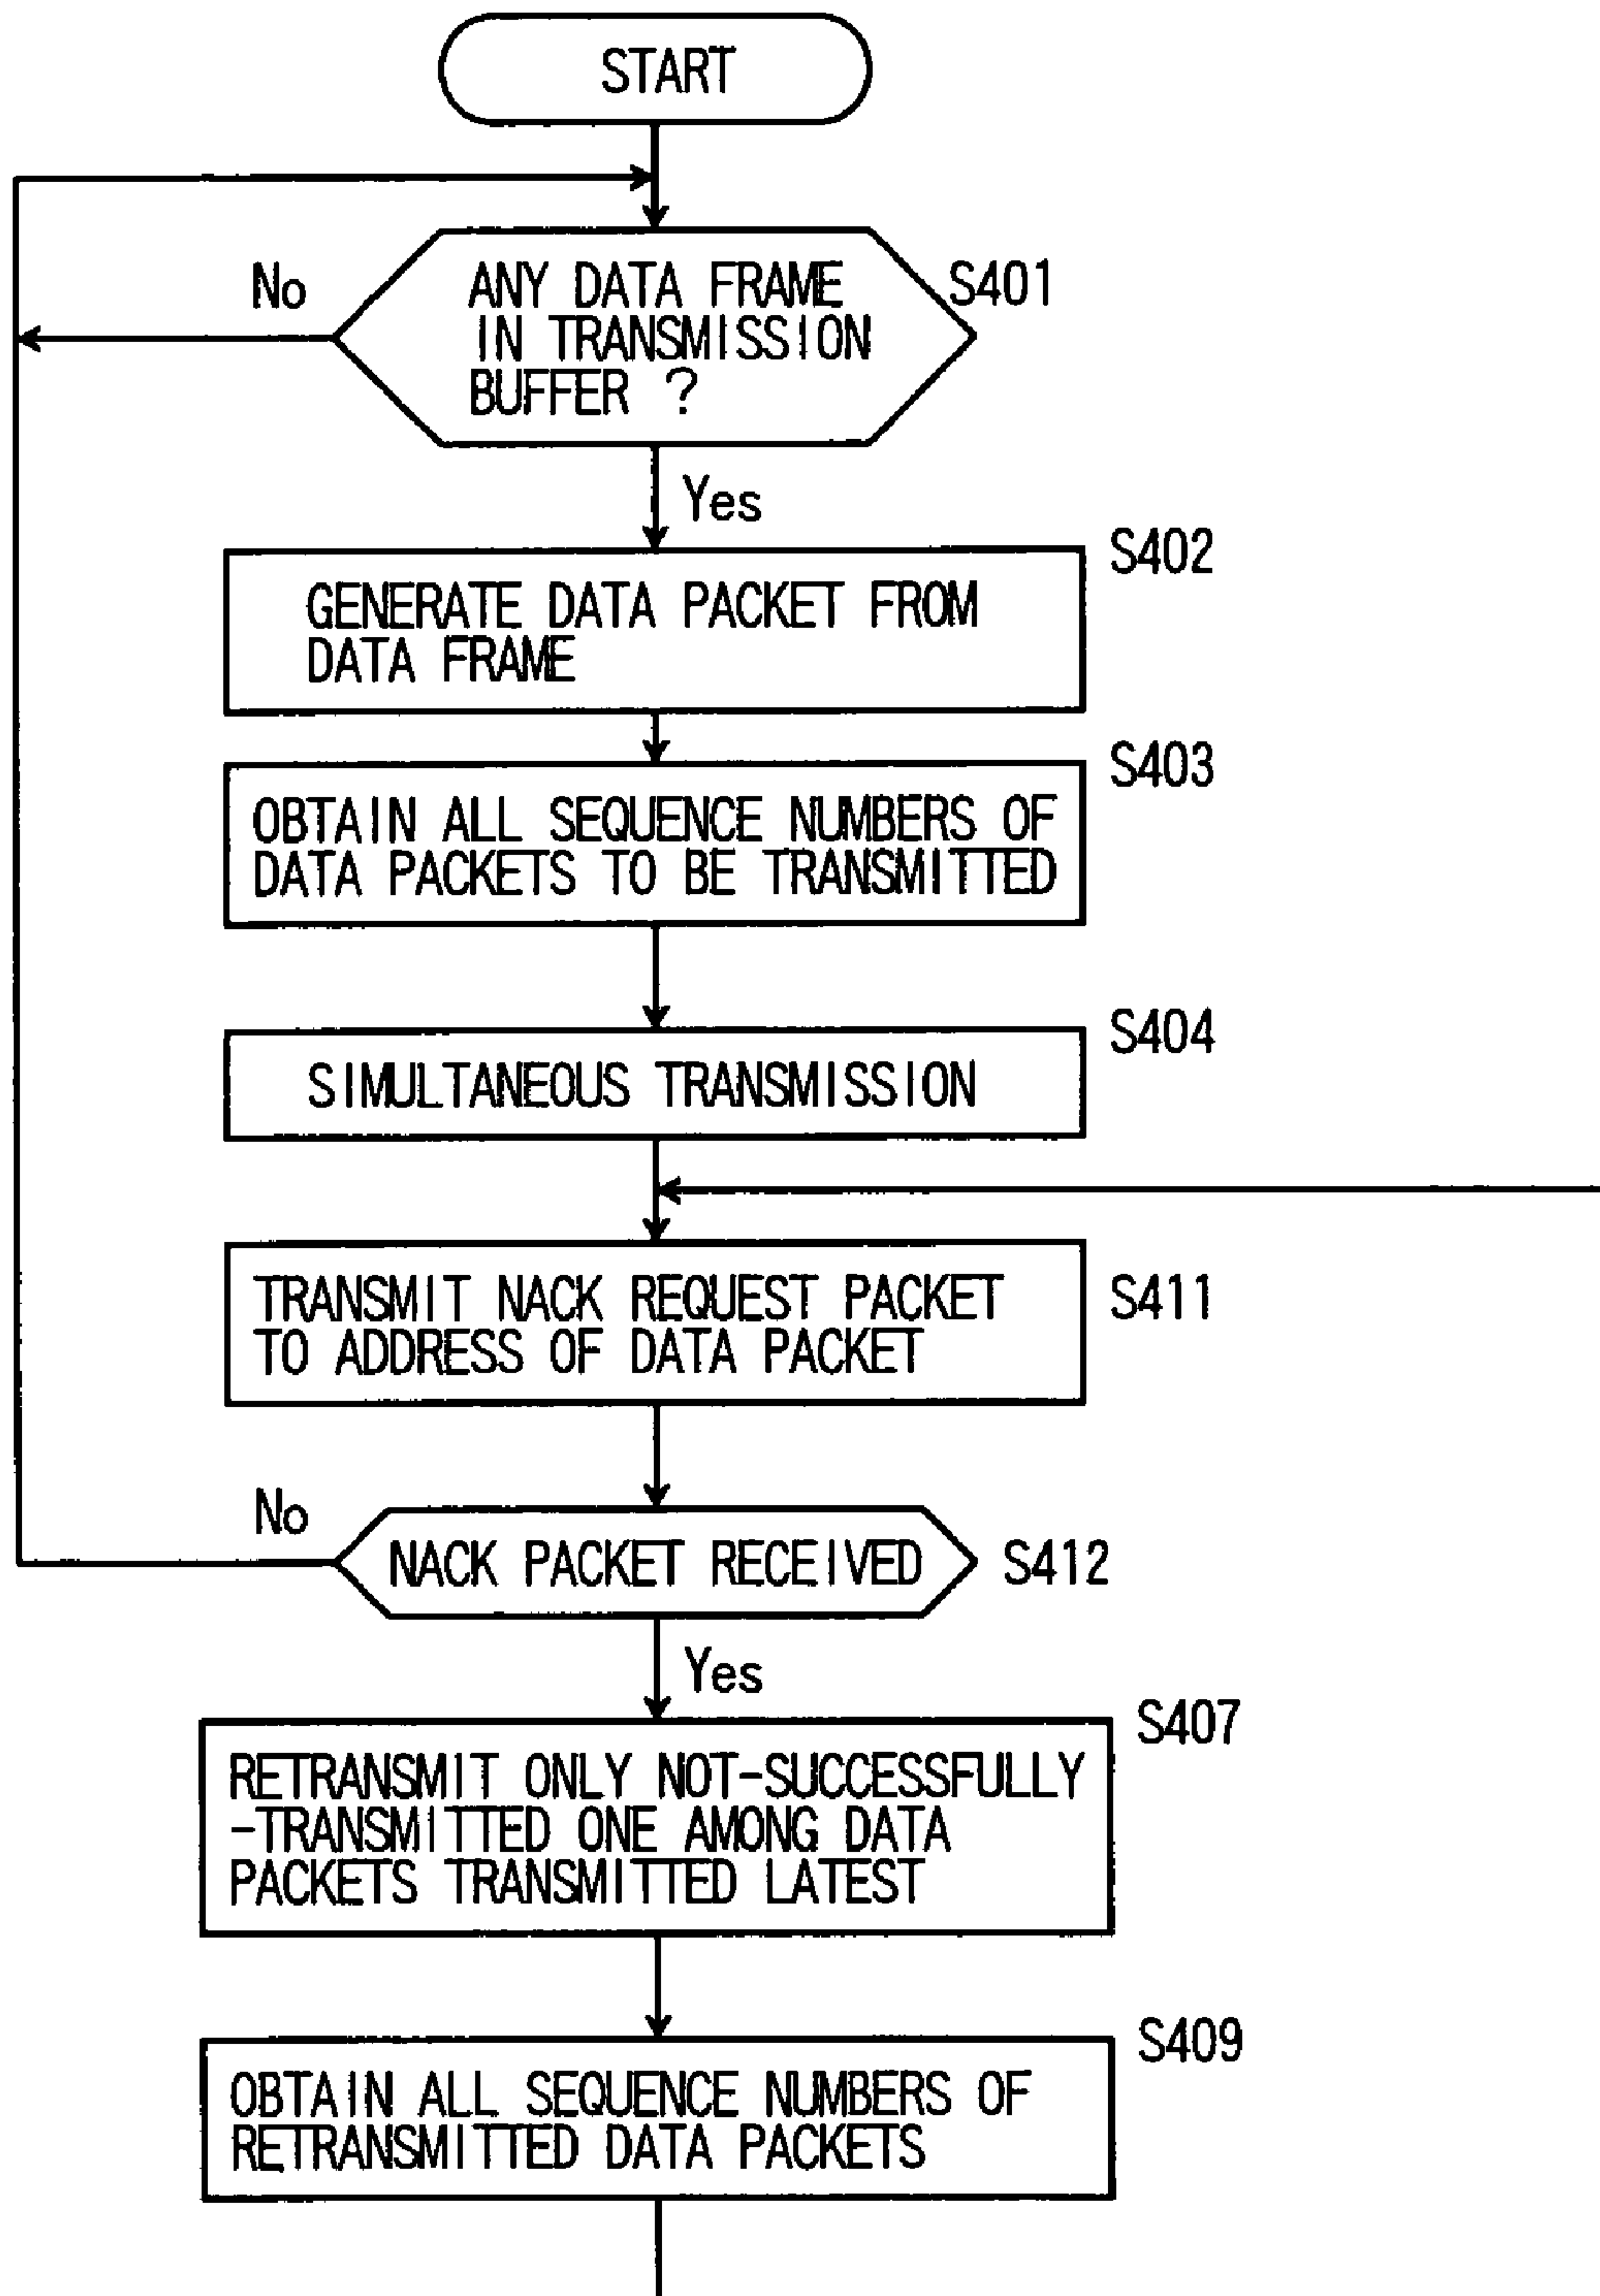 START
No
ANY DATA FRAME
IN TRANSMISSION
BUFFER ?
S401
Yes
S402
GENERATE DATA PACKET FROM
DATA FRAME
S403
OBTAIN ALL SEQUENCE NUMBERS OF
DATA PACKETS TO BE TRANSMITTED
S404
SIMULTANEOUS TRANSMISSION
TRANSMIT NACK REQUEST PACKET
TO ADDRESS OF DATA PACKET
S411
No
NACK PACKET RECEIVED
S412
Yes
S407
RETRANSMIT ONLY NOT-SUCCESSFULLY
-TRANSMITTED ONE AMONG DATA
PACKETS TRANSMITTED LATEST
S409
OBTAIN ALL SEQUENCE NUMBERS OF
RETRANSMITTED DATA PACKETS